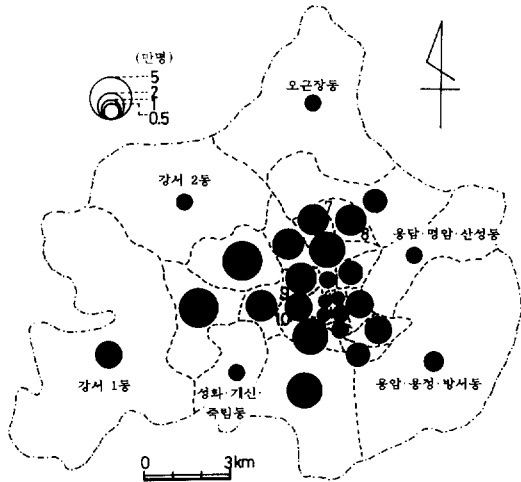 (만명)
5
2
1
0.5
오근장동
강서 2동
7
8
용담·명암·산성동
9
10
강서 1동
성화·개신·
죽림동
용암·용정·방서동
0 3km